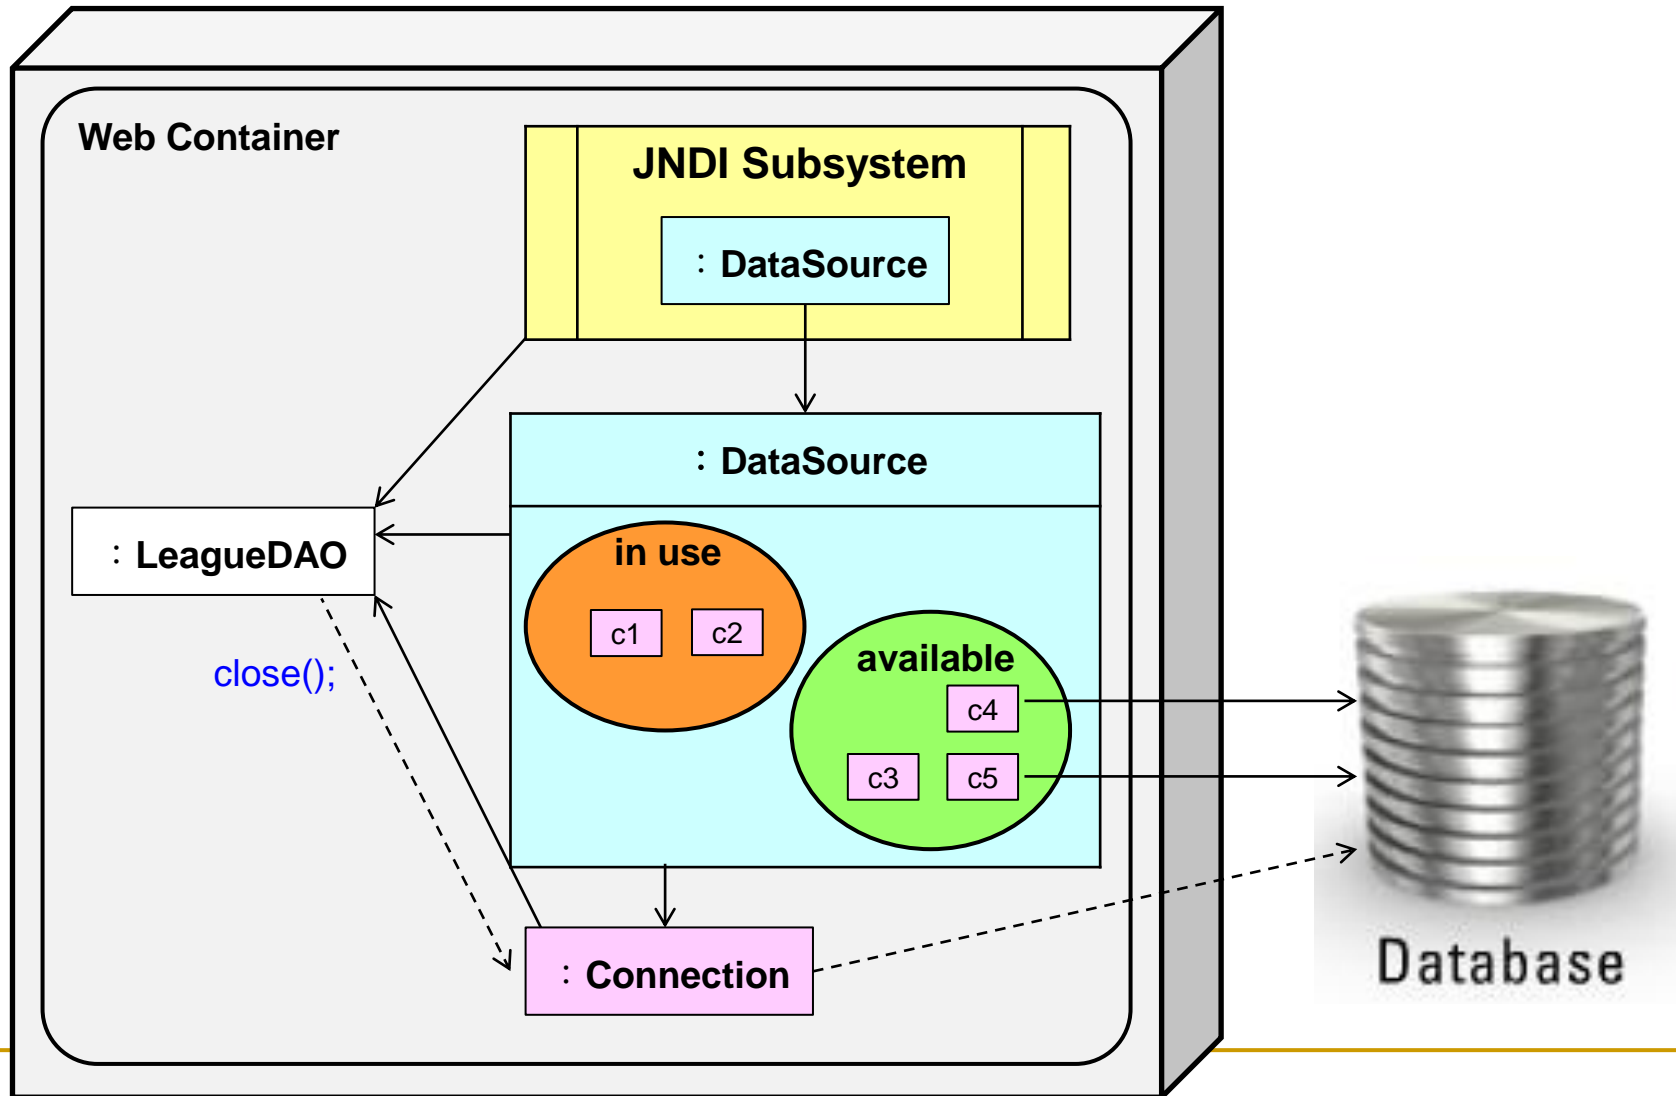 Web Container
JNDI Subsystem
: DataSource
: DataSource
: LeagueDAO
in use
c1
c2
close();
available
c4
c3
c5
: Connection
Database